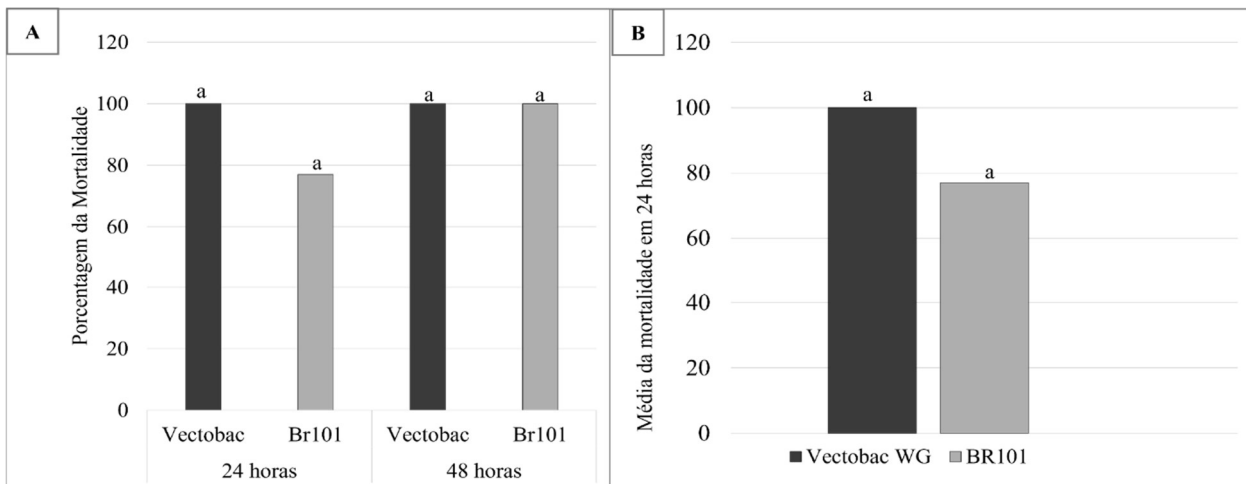 A
Porcentagem da Mortalidade
120
100
80
60
40
20
0
a
a
a
a
Vectobac Br101 Vectobac Br101
24 horas 48 horas
B
Média da mortalidade em 24 horas
120
100
80
60
40
20
0
a
a
Vectobac WG BR101